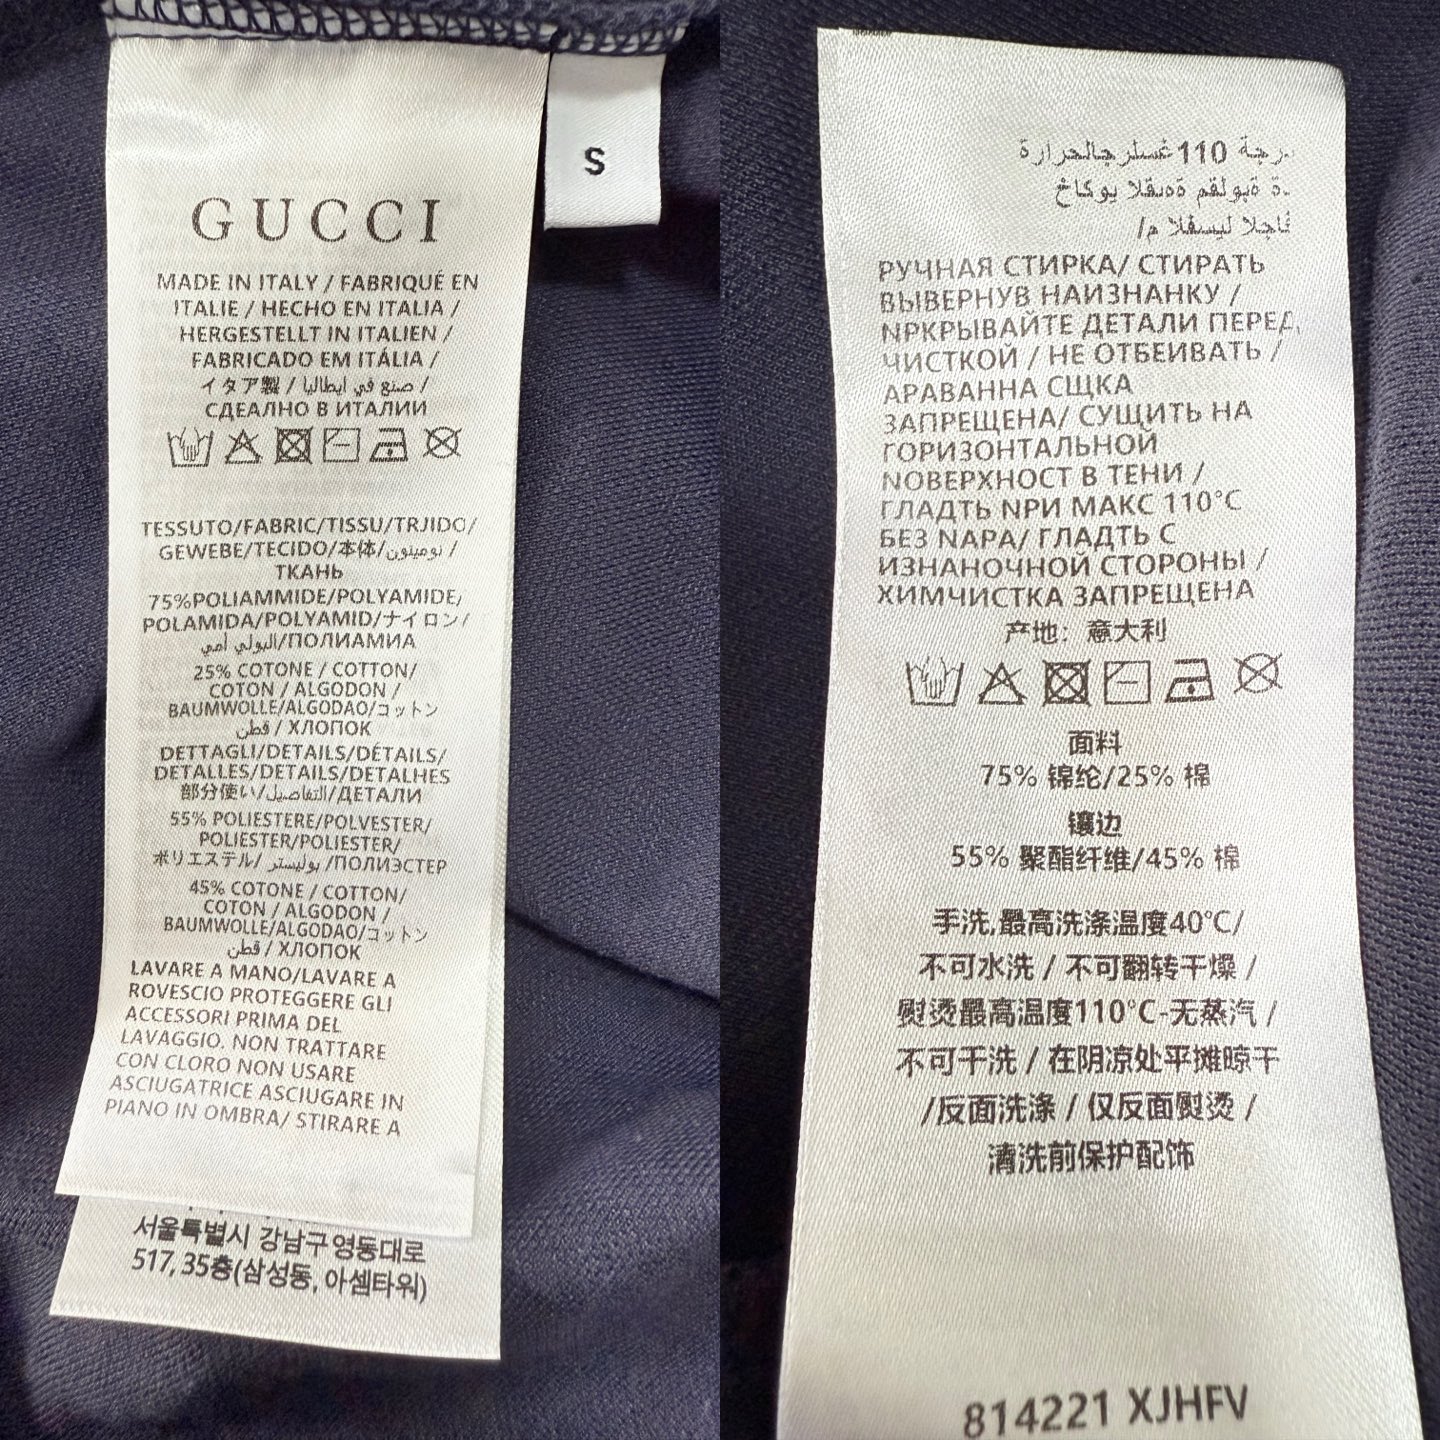 GUCCI
MADE IN ITALY / FABRIQUÉ EN
ITALIE / HECHO EN ITALIA /
HERGESTELLT IN ITALIEN /
FABRICADO EM ITÁLIA /
イタア製 / صنع في ايطاليا /
СДЕАЛНО В ИТАЛИИ
TESSUTO/FABRIC/TISSU/TRJIDO/
GEWEBE/TECIDO/本体/نومينون /
ТКАНЬ
75%POLIAMMIDE/POLYAMIDE/
POLAMIDA/POLYAMID/ナイロン/
البولي أمي/ПОЛИАМИА
25% COTONE / COTTON/
COTON / ALGODON /
BAUMWOLLE/ALGODAO/コットン
قطن / ХЛОПОК
DETTAGLI/DETAILS/DÉTAILS/
DETALLES/DETAILS/DETALHES
部分使い/التفاصيل/ДЕТАЛИ
55% POLIESTERE/POLVESTER/
POLIESTER/POLIESTER/
ポリエステル/ بوليستر /ПОЛИЭСТЕР
45% COTONE / COTTON/
COTON / ALGODON /
BAUMWOLLE/ALGODAO/コットン
قطن / ХЛОПОК
LAVARE A MANO/LAVARE A
ROVESCIO PROTEGGERE GLI
ACCESSORI PRIMA DEL
LAVAGGIO. NON TRATTARE
CON CLORO NON USARE
ASCIUGATRICE ASCIUGARE IN
PIANO IN OMBRA/ STIRARE A
서울특별시 강남구 영동대로
517, 35층(삼성동, 아셈타워)
S
110
РУЧНАЯ СТИРКА/ СТИРАТЬ
ВЫВЕРНУВ НАИЗНАНКУ /
NРКРЫВАЙТЕ ДЕТАЛИ ПЕРЕД,
ЧИСТКОЙ / НЕ ОТБЕИВАТЬ /
АРАВАННА СЩКА
ЗАПРЕЩЕНА/ СУЩИТЬ НА
ГОРИЗОНТАЛЬНОЙ
NОВЕРХНОСТ В ТЕНИ /
ГЛАДТЬ NРИ МАКС 110°C
БЕЗ NАРА/ ГЛАДТЬ С
ИЗНАНОЧНОЙ СТОРОНЫ /
ХИМЧИСТКА ЗАПРЕЩЕНА
产地：意大利
面料
75% 锦纶/25% 棉
镶边
55% 聚酯纤维/45% 棉
手洗,最高洗涤温度40℃/
不可水洗 / 不可翻转干燥 /
熨烫最高温度110°C-无蒸汽 /
不可干洗 / 在阴凉处平摊晾干
/反面洗涤 / 仅反面熨烫 /
清洗前保护配饰
814221 XJHFV